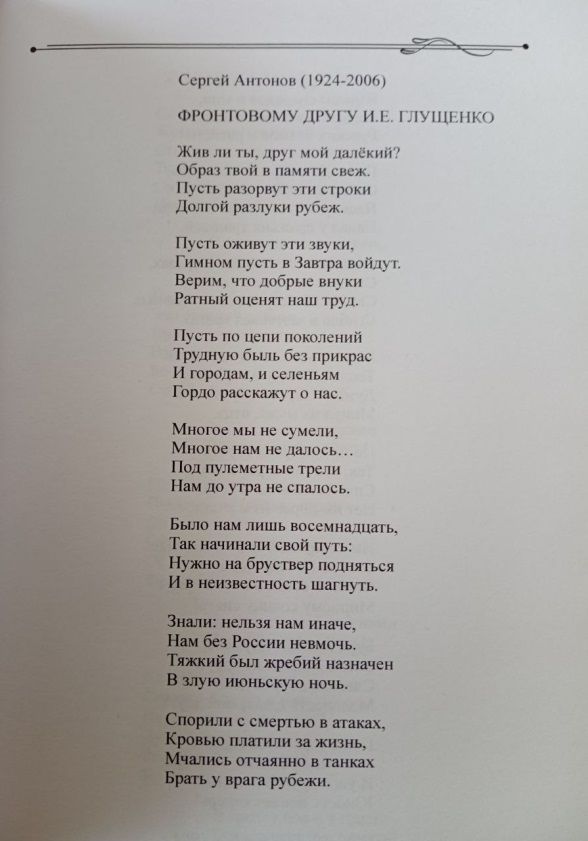 Сергей Антонов (1924-2006)
ФРОНТОВОМУ ДРУГУ И.Е. ГЛУЩЕНКО
Жив ли ты, друг мой далёкий?
Образ твой в памяти свеж.
Пусть разорвут эти строки
Долгой разлуки рубеж.
Пусть оживут эти звуки,
Гимном пусть в Завтра войдут.
Верим, что добрые внуки
Ратный оценят наш труд.
Пусть по цепи поколений
Трудную быль без прикрас
И городам, и селеньям
Гордо расскажут о нас.
Многое мы не сумели,
Многое нам не далось…
Под пулеметные трели
Нам до утра не спалось.
Было нам лишь восемнадцать,
Так начинали свой путь:
Нужно на бруствер подняться
И в неизвестность шагнуть.
Знали: нельзя нам иначе,
Нам без России невмочь.
Тяжкий был жребий назначен
В злую июньскую ночь.
Спорили с смертью в атаках,
Кровью платили за жизнь,
Мчались отчаянно в танках
Брать у врага рубежи.